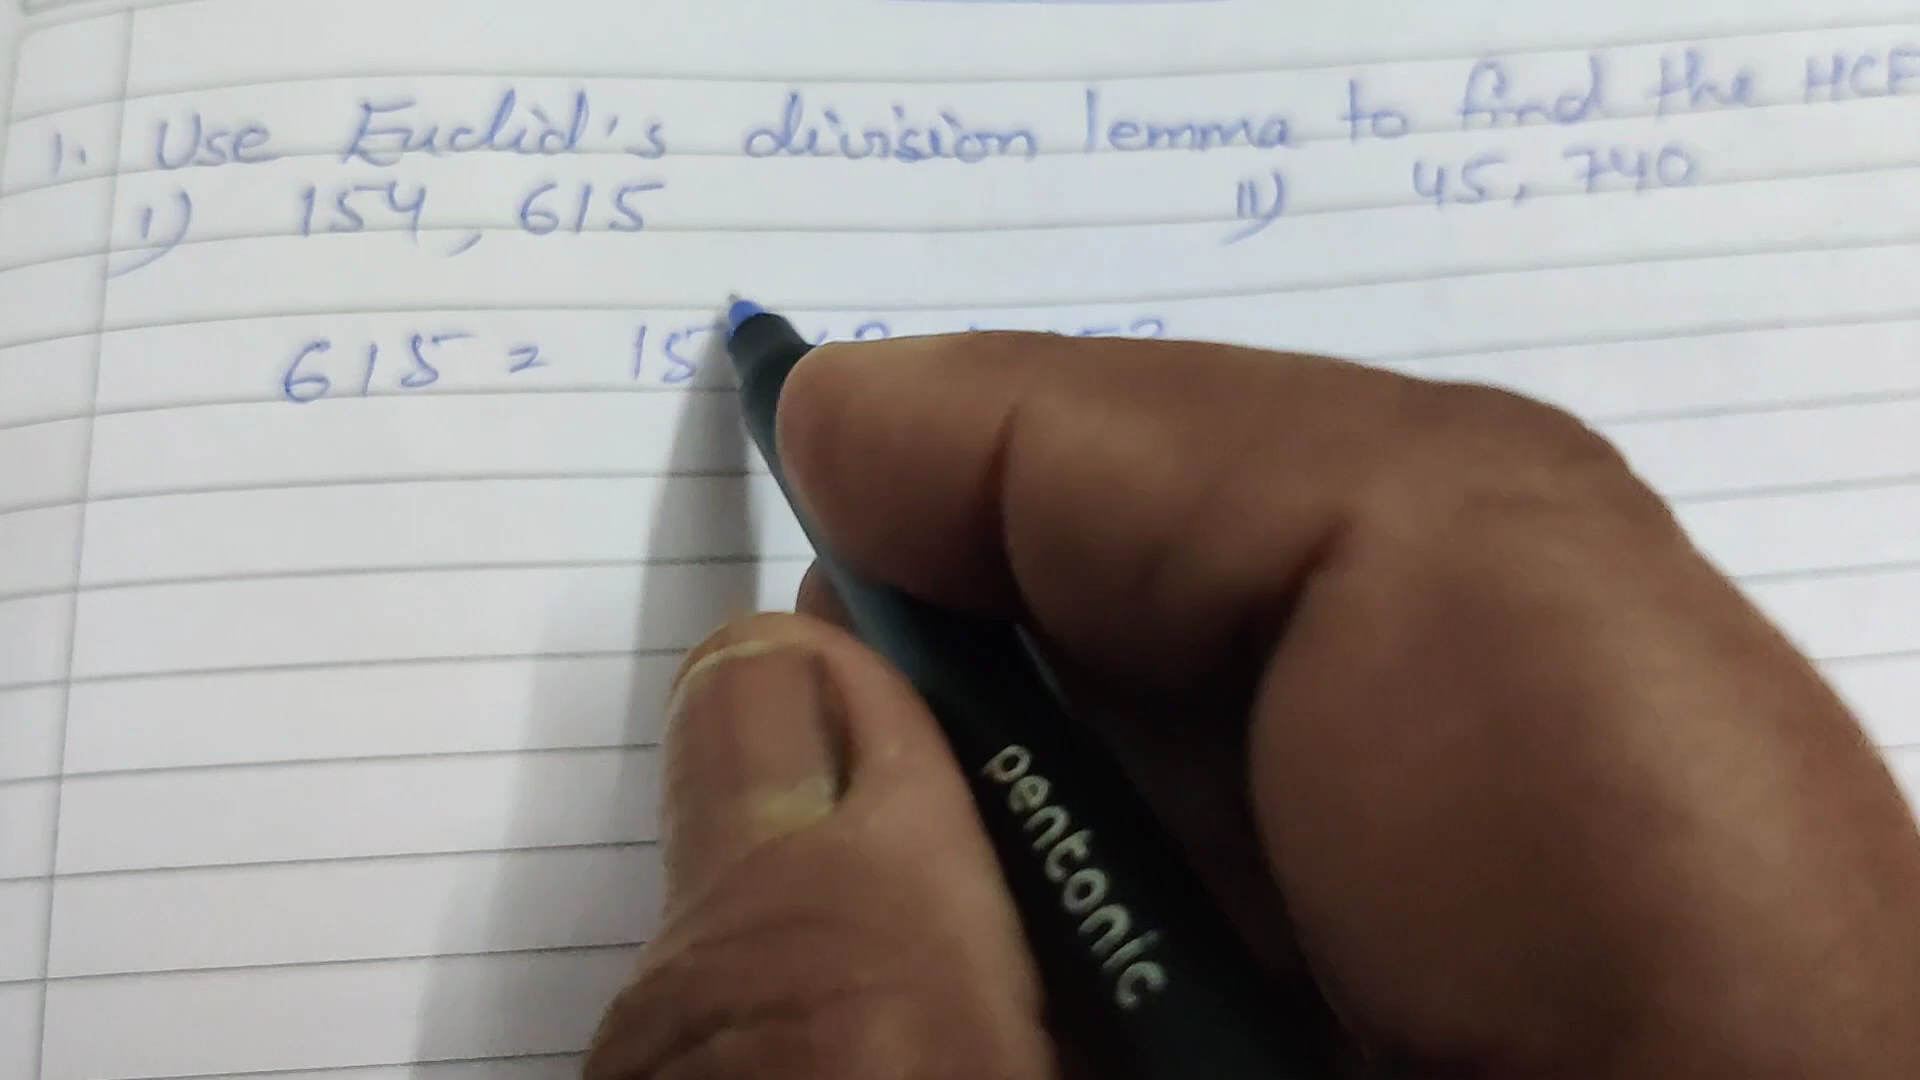 1. Use Euclid's division lemma to find the HCF
I) 154, 615 II) 45, 740
615 = 15
pentonic